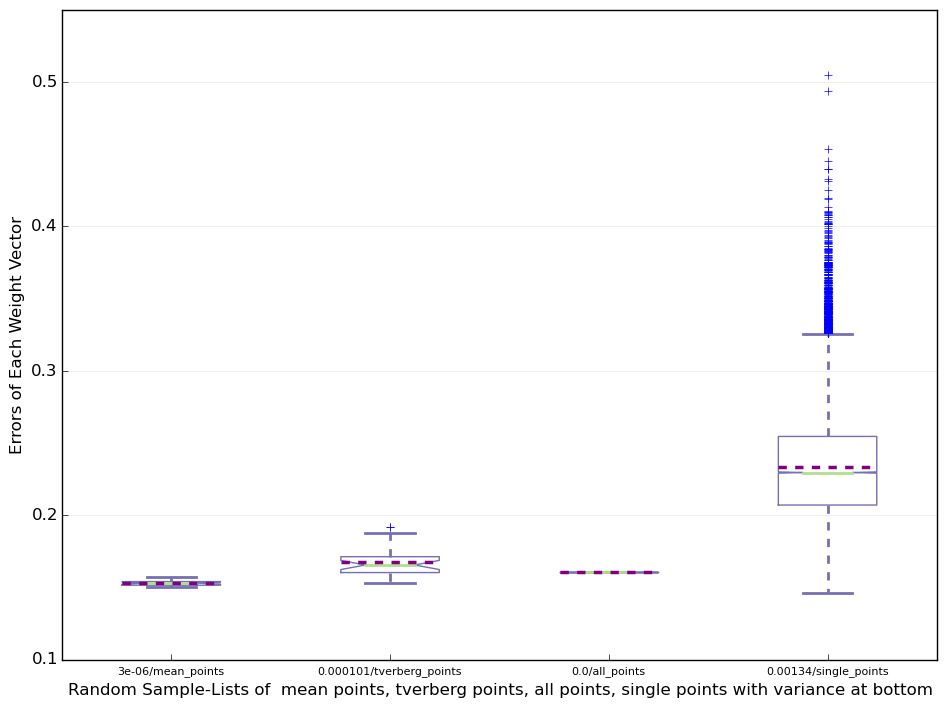 0.5
0.4
0.3
0.2
0.1
Errors of Each Weight Vector
3e-06/mean_points
0.000101/tverberg_points
0.0/all_points
0.00134/single_points
Random Sample-Lists of  mean points, tverberg points, all points, single points with variance at bottom